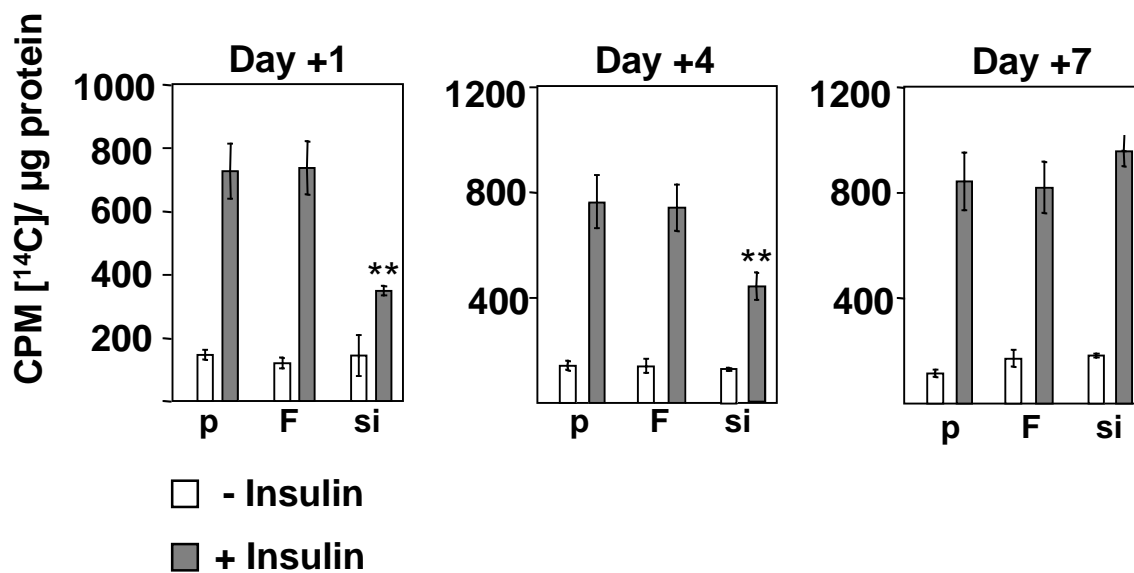 CPM [¹⁴C]/ µg protein
Day +1
1000
800
600
400
200
**
p F si
Day +4
1200
800
400
**
p F si
Day +7
1200
800
400
p F si
- Insulin
+ Insulin